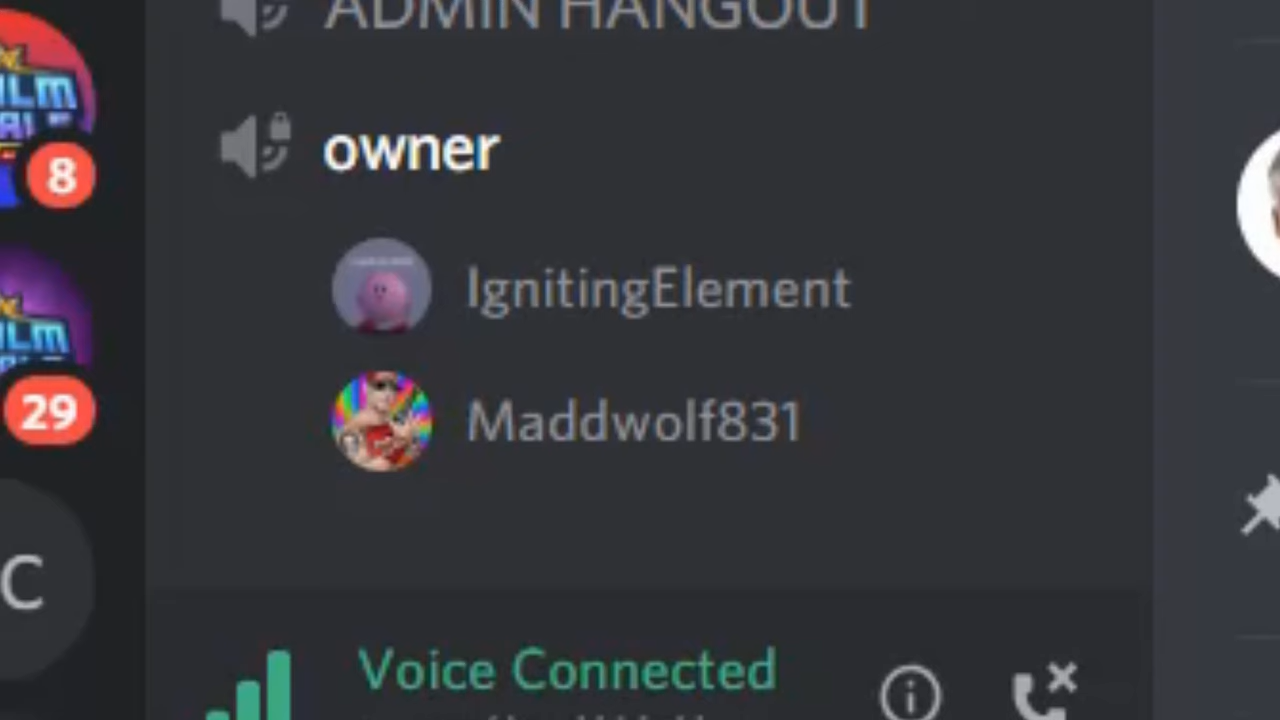 ADMIN HANGOUT
8
owner
IgnitingElement
29
Maddwolf831
C
Voice Connected